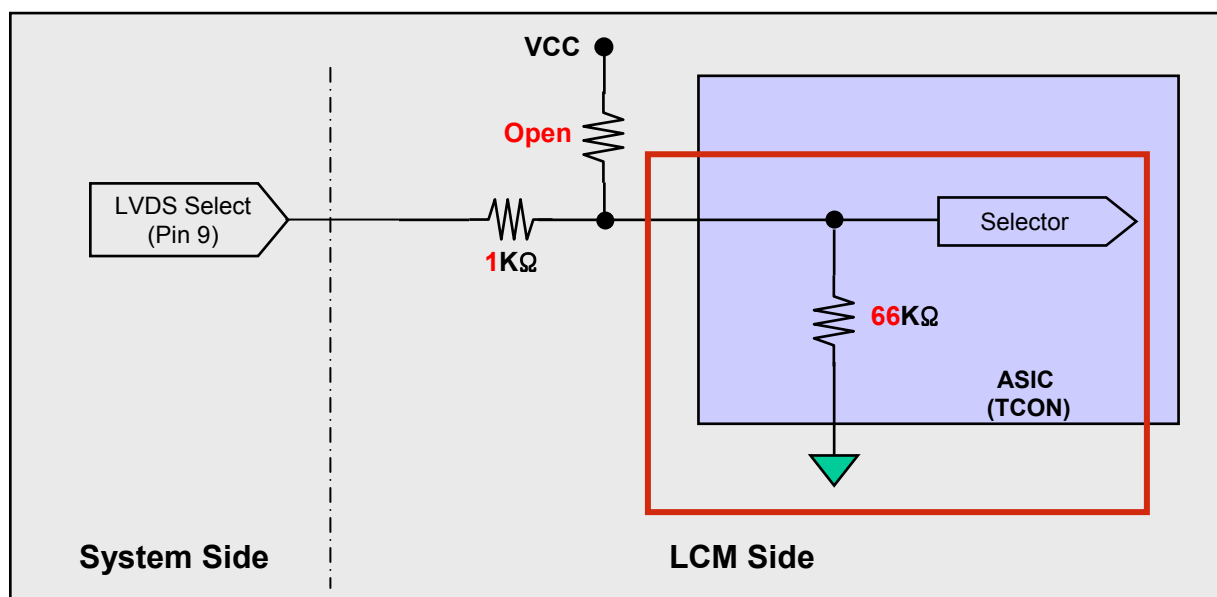 VCC
Open
LVDS Select
(Pin 9)
1KΩ
Selector
66KΩ
ASIC
(TCON)
System Side
LCM Side